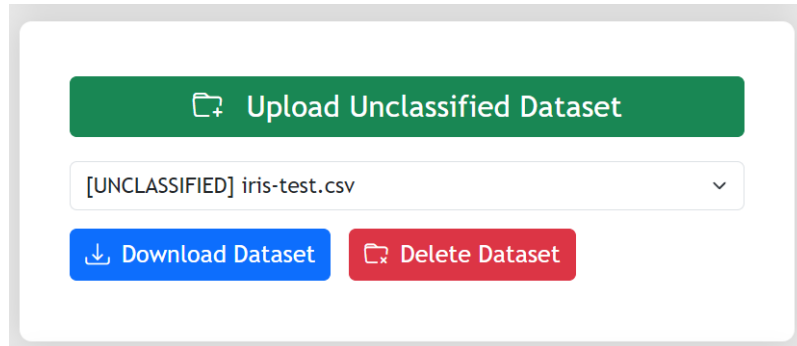 Upload Unclassified Dataset
[UNCLASSIFIED] iris-test.csv
Download Dataset Delete Dataset